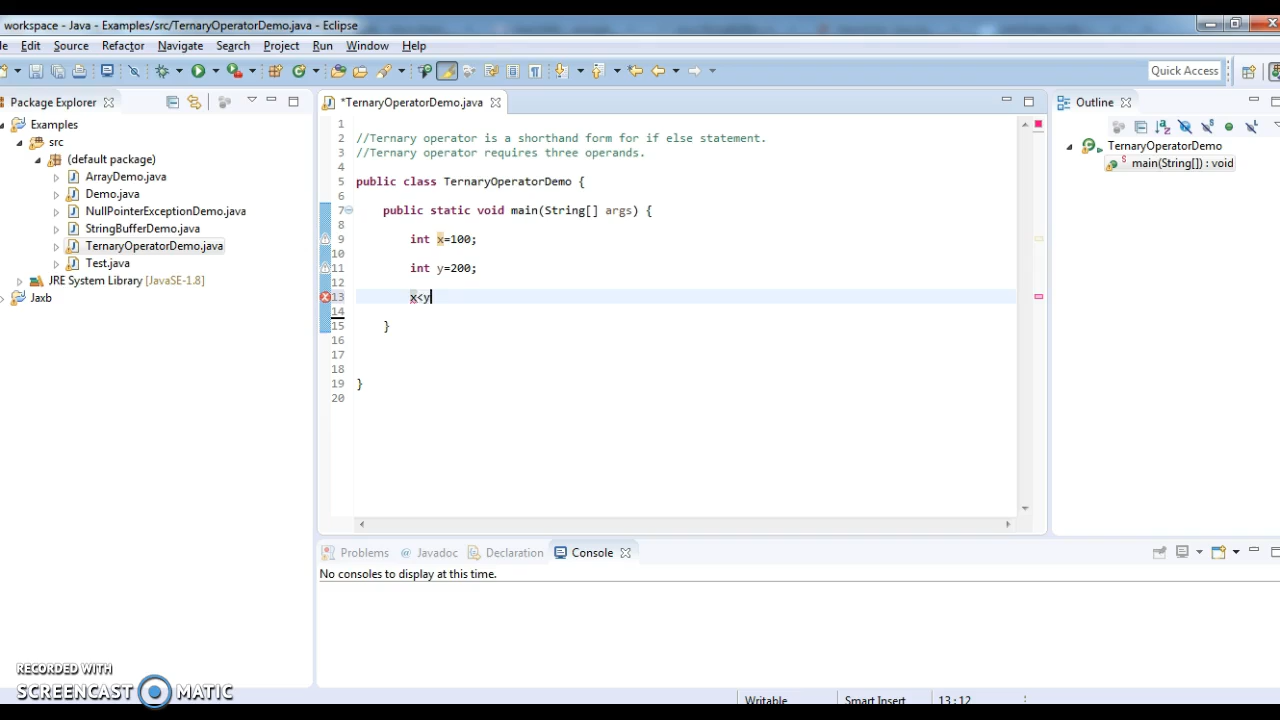 workspace - Java - Examples/src/TernaryOperatorDemo.java - Eclipse
le Edit Source Refactor Navigate Search Project Run Window Help
Quick Access
Package Explorer
*TernaryOperatorDemo.java
Outline
Examples
src
(default package)
ArrayDemo.java
Demo.java
NullPointerExceptionDemo.java
StringBufferDemo.java
TernaryOperatorDemo.java
Test.java
JRE System Library [JavaSE-1.8]
Jaxb
1
2 //Ternary operator is a shorthand form for if else statement.
3 //Ternary operator requires three operands.
4
5 public class TernaryOperatorDemo {
6
7 public static void main(String[] args) {
8
9 int x=100;
10
11 int y=200;
12
13 x<y
14
15 }
16
17
18
19 }
20
TernaryOperatorDemo
main(String[]) : void
Problems @ Javadoc Declaration Console
No consoles to display at this time.
RECORDED WITH
SCREENCAST MATIC
Writable Smart Insert 13 : 12